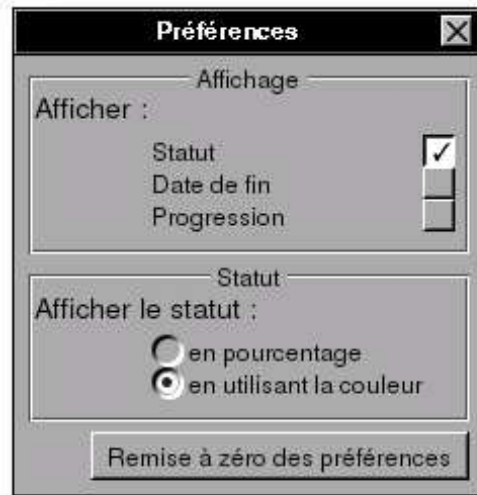 Préférences
Affichage
Afficher :
Statut
Date de fin
Progression
Statut
Afficher le statut :
en pourcentage
en utilisant la couleur
Remise à zéro des préférences